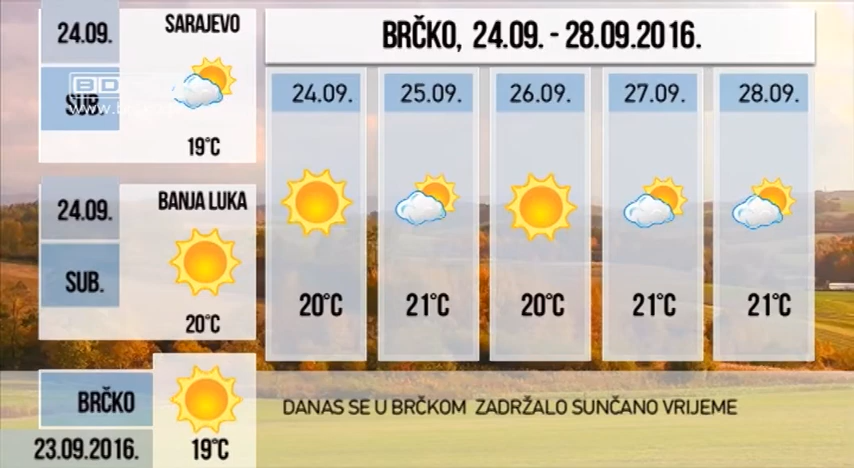 24.09.
SUB.
SARAJEVO
19°C
24.09.
SUB.
BANJA LUKA
20°C
BRČKO
23.09.2016.
19°C
BRČKO, 24.09. - 28.09.2016.
24.09. 25.09. 26.09. 27.09. 28.09.
20°C 21°C 20°C 21°C 21°C
DANAS SE U BRČKOM ZADRŽALO SUNČANO VRIJEME